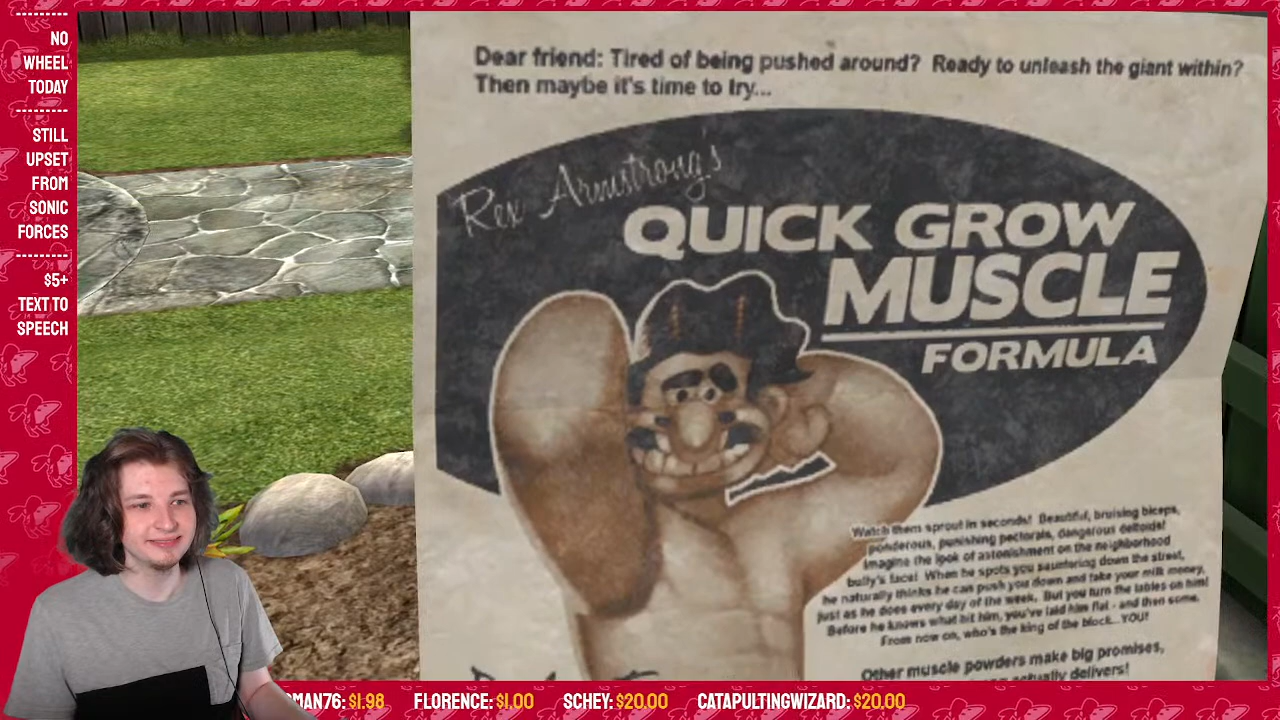 NO
WHEEL
TODAY
STILL
UPSET
FROM
SONIC
FORCES
$5+
TEXT TO
SPEECH
Dear friend: Tired of being pushed around? Ready to unleash the giant within?
Then maybe it's time to try...
Rex Armstrong's
QUICK GROW
MUSCLE
FORMULA
Watch them sprout in seconds! Beautiful, bruising biceps,
ponderous, punishing pectorals, dangerous deltoids!
Imagine the look of astonishment on the neighborhood
bully's face! When he spots you sauntering down the street,
he naturally thinks he can push you down and take your milk money,
just as he does every day of the week. But you turn the tables on him!
Before he knows what hit him, you've laid him flat - and then some.
From now on, who's the king of the block...YOU!
Other muscle powders make big promises,
actually delivers!
MAN76: $1.98 FLORENCE: $1.00 SCHEY: $20.00 CATAPULTINGWIZARD: $20.00